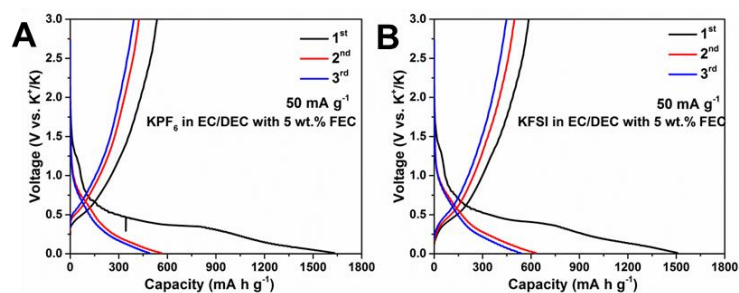 A
3.0
2.5
2.0
1.5
1.0
0.5
0.0
Voltage (V vs. K⁺/K)
1ˢᵗ
2ⁿᵈ
3ʳᵈ
50 mA g⁻¹
KPF₆ in EC/DEC with 5 wt.% FEC
0 300 600 900 1200 1500 1800
Capacity (mA h g⁻¹)
B
3.0
2.5
2.0
1.5
1.0
0.5
0.0
Voltage (V vs. K⁺/K)
1ˢᵗ
2ⁿᵈ
3ʳᵈ
50 mA g⁻¹
KFSI in EC/DEC with 5 wt.% FEC
0 300 600 900 1200 1500 1800
Capacity (mA h g⁻¹)